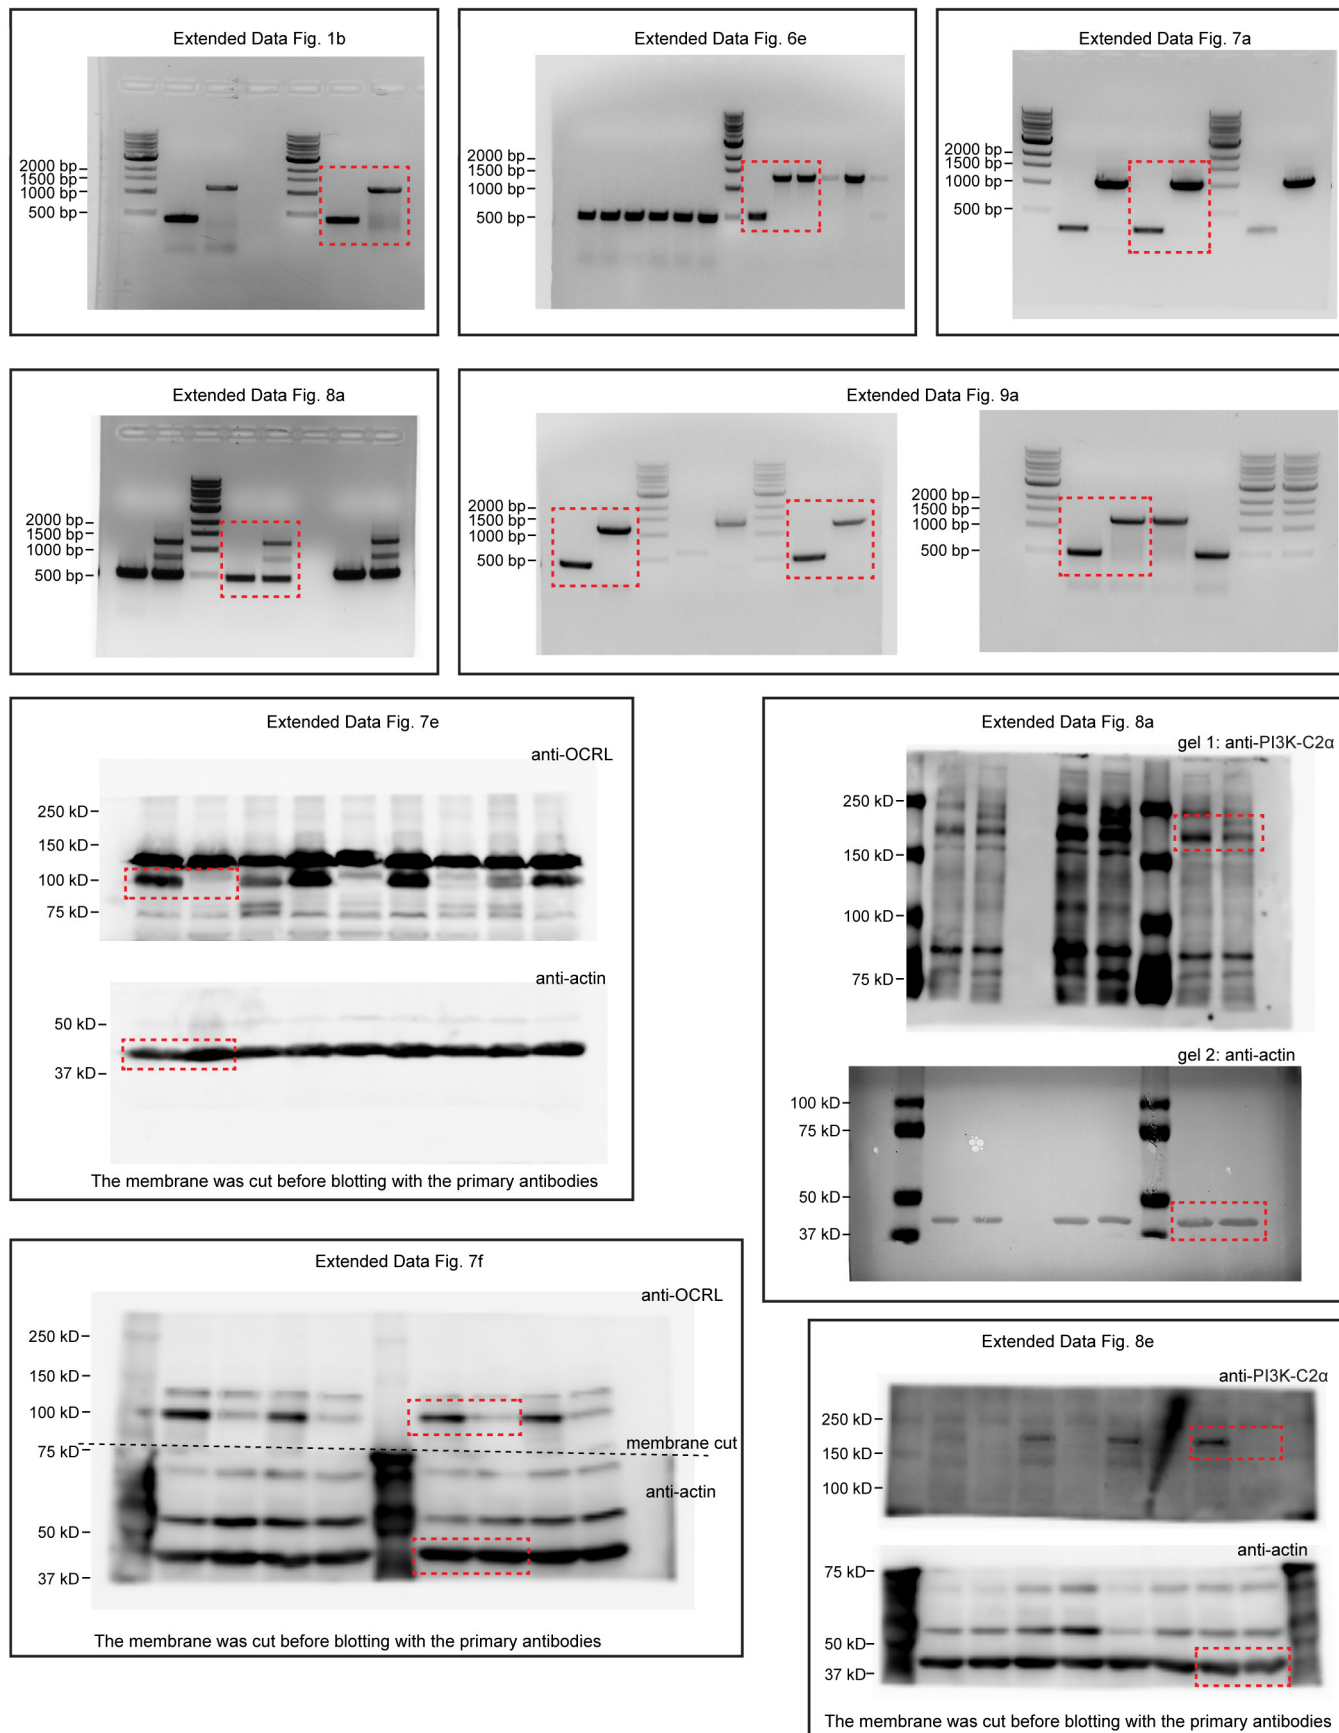 Extended Data Fig. 1b
2000 bp
1500 bp
1000 bp
500 bp
Extended Data Fig. 6e
2000 bp
1500 bp
1000 bp
500 bp
Extended Data Fig. 7a
2000 bp
1500 bp
1000 bp
500 bp
Extended Data Fig. 8a
2000 bp
1500 bp
1000 bp
500 bp
Extended Data Fig. 9a
2000 bp
1500 bp
1000 bp
500 bp
2000 bp
1500 bp
1000 bp
500 bp
Extended Data Fig. 7e
anti-OCRL
250 kD
150 kD
100 kD
75 kD
anti-actin
50 kD
37 kD
The membrane was cut before blotting with the primary antibodies
Extended Data Fig. 8a
gel 1: anti-PI3K-C2α
250 kD
150 kD
100 kD
75 kD
gel 2: anti-actin
100 kD
75 kD
50 kD
37 kD
Extended Data Fig. 7f
anti-OCRL
250 kD
150 kD
100 kD
75 kD
membrane cut
anti-actin
50 kD
37 kD
The membrane was cut before blotting with the primary antibodies
Extended Data Fig. 8e
anti-PI3K-C2α
250 kD
150 kD
100 kD
anti-actin
75 kD
50 kD
37 kD
The membrane was cut before blotting with the primary antibodies